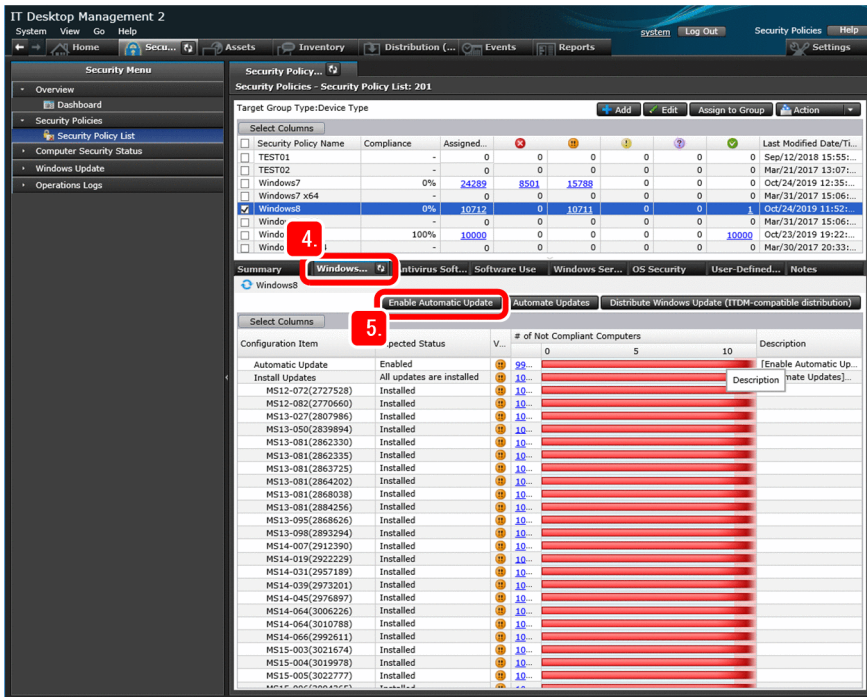 IT Desktop Management 2
System View Go Help
system Log Out Security Policies Help
Home Secu... Assets Inventory Distribution (... Events Reports Settings
Security Menu
Overview
Dashboard
Security Policies
Security Policy List
Computer Security Status
Windows Update
Operations Logs
Security Policy...
Security Policies - Security Policy List: 201
Target Group Type:Device Type
Add Edit Assign to Group Action
Select Columns
Security Policy Name Compliance Assigned... Last Modified Date/Ti...
TEST01 - 0 0 0 0 0 0 Sep/12/2018 15:55:...
TEST02 - 0 0 0 0 0 0 Mar/21/2017 13:07:...
Windows7 0% 24289 8501 15788 0 0 0 Oct/24/2019 12:35:...
Windows7 x64 - 0 0 0 0 0 0 Mar/31/2017 15:06:...
Windows8 0% 10712 0 10711 0 0 1 Oct/24/2019 11:52:...
- 0 0 0 0 0 0 Mar/31/2017 15:06:...
100% 10000 0 0 0 0 10000 Oct/23/2019 19:22:...
- 0 0 0 0 0 0 Mar/30/2017 20:33:...
4.
Summary Windows... Antivirus Soft... Software Use Windows Ser... OS Security User-Defined... Notes
Windows8
Enable Automatic Update Automate Updates Distribute Windows Update (ITDM-compatible distribution)
5.
Select Columns
Configuration Item V... # of Not Compliant Computers Description
0 5 10
Automatic Update Enabled 99... [Enable Automatic Up...
Install Updates All updates are installed 10...
Description
MS12-072(2727528) Installed 10...
MS12-082(2770660) Installed 10...
MS13-027(2807986) Installed 10...
MS13-050(2839894) Installed 10...
MS13-081(2862330) Installed 10...
MS13-081(2862335) Installed 10...
MS13-081(2863725) Installed 10...
MS13-081(2864202) Installed 10...
MS13-081(2868038) Installed 10...
MS13-081(2884256) Installed 10...
MS13-095(2868626) Installed 10...
MS13-098(2893294) Installed 10...
MS14-007(2912390) Installed 10...
MS14-019(2922229) Installed 10...
MS14-031(2957189) Installed 10...
MS14-039(2973201) Installed 10...
MS14-045(2976897) Installed 10...
MS14-064(3006226) Installed 10...
MS14-064(3010788) Installed 10...
MS14-066(2992611) Installed 10...
MS15-003(3021674) Installed 10...
MS15-004(3019978) Installed 10...
MS15-005(3022777) Installed 10...